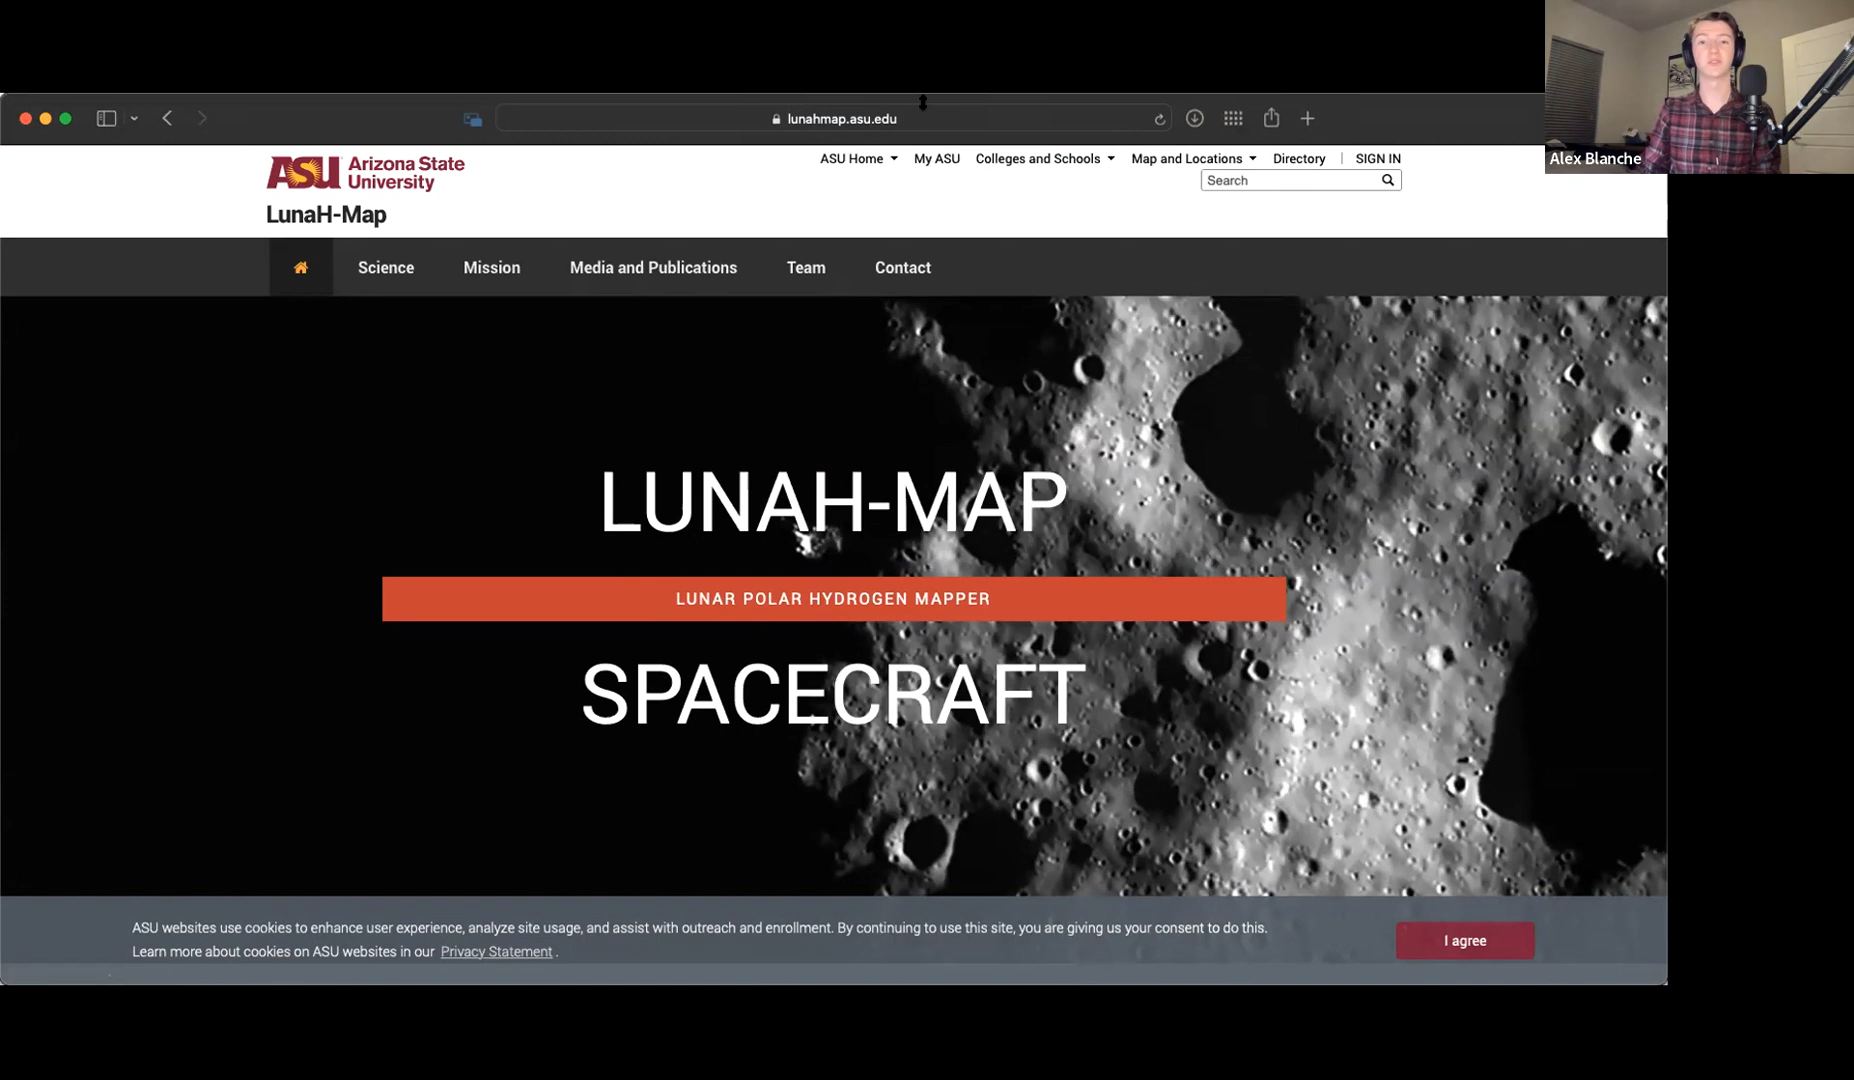 lunahmap.asu.edu
Alex Blanche
ASU Arizona State University
ASU Home My ASU Colleges and Schools Map and Locations Directory SIGN IN
Search
LunaH-Map
Science Mission Media and Publications Team Contact
LUNAH-MAP
LUNAR POLAR HYDROGEN MAPPER
SPACECRAFT
ASU websites use cookies to enhance user experience, analyze site usage, and assist with outreach and enrollment. By continuing to use this site, you are giving us your consent to do this.
Learn more about cookies on ASU websites in our Privacy Statement .
I agree